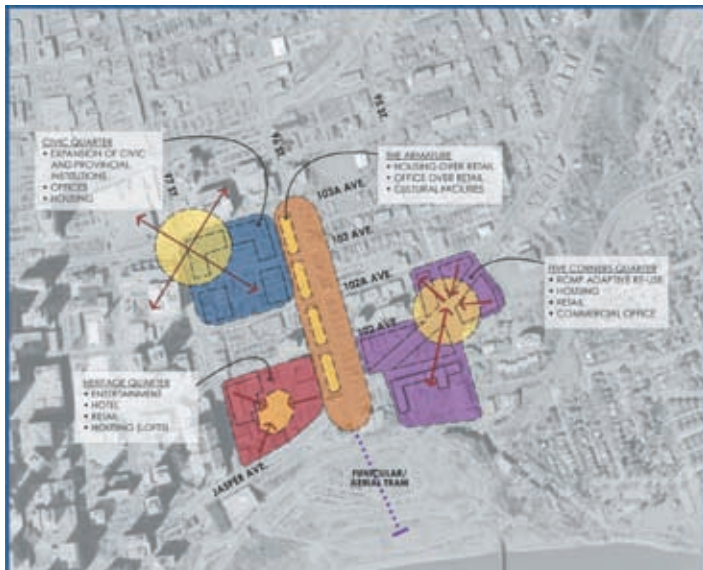 CIVIC QUARTER
• EXPANSION OF CIVIC
AND PROVINCIAL
INSTITUTIONS
• OFFICES
• HOUSING
97 ST.
96 ST.
95 ST.
THE ARMATURE
• HOUSING OVER RETAIL
• OFFICE OVER RETAIL
• CULTURAL FACILITIES
103A AVE.
103 AVE.
102A AVE.
102 AVE.
FIVE CORNERS QUARTER
• RCMP ADAPTIVE RE-USE
• HOUSING
• RETAIL
• COMMERCIAL OFFICE
HERITAGE QUARTER
• ENTERTAINMENT
• HOTEL
• RETAIL
• HOUSING (LOFTS)
JASPER AVE.
FUNICULAR/
AERIAL TRAM